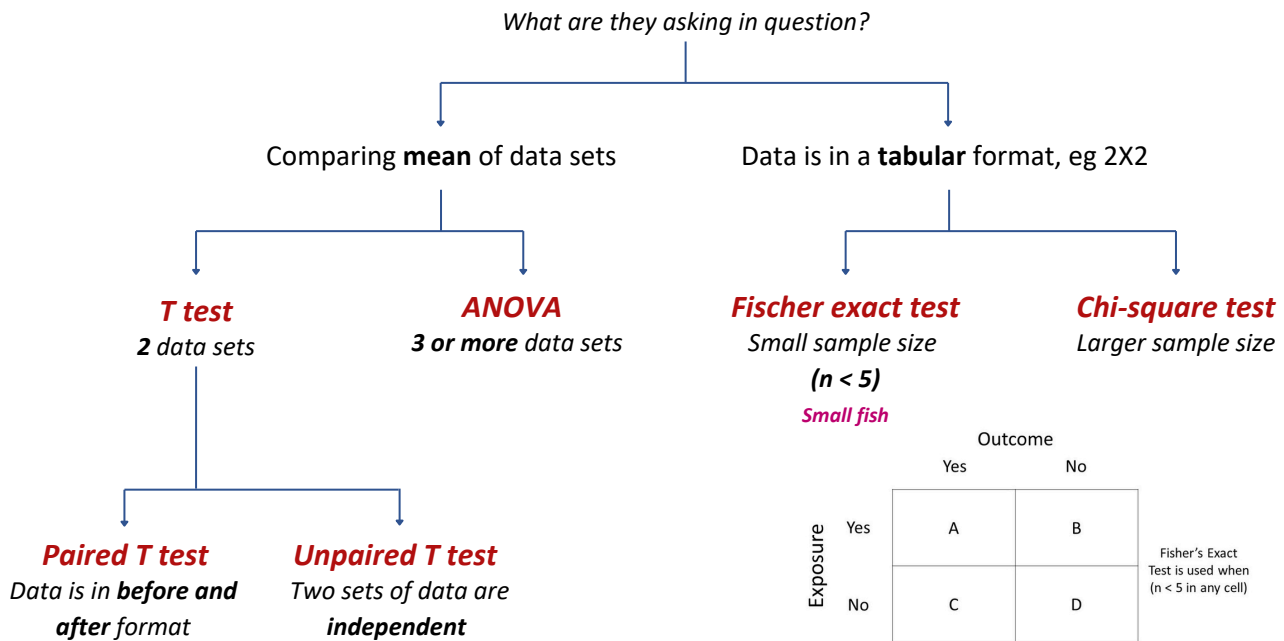 What are they asking in question?
Comparing mean of data sets
Data is in a tabular format, eg 2X2
T test
2 data sets
ANOVA
3 or more data sets
Fischer exact test
Small sample size
(n < 5)
Small fish
Chi-square test
Larger sample size
Paired T test
Data is in before and
after format
Unpaired T test
Two sets of data are
independent
Outcome
Yes
No
Exposure
Yes
A
B
No
C
D
Fisher's Exact
Test is used when
(n < 5 in any cell)